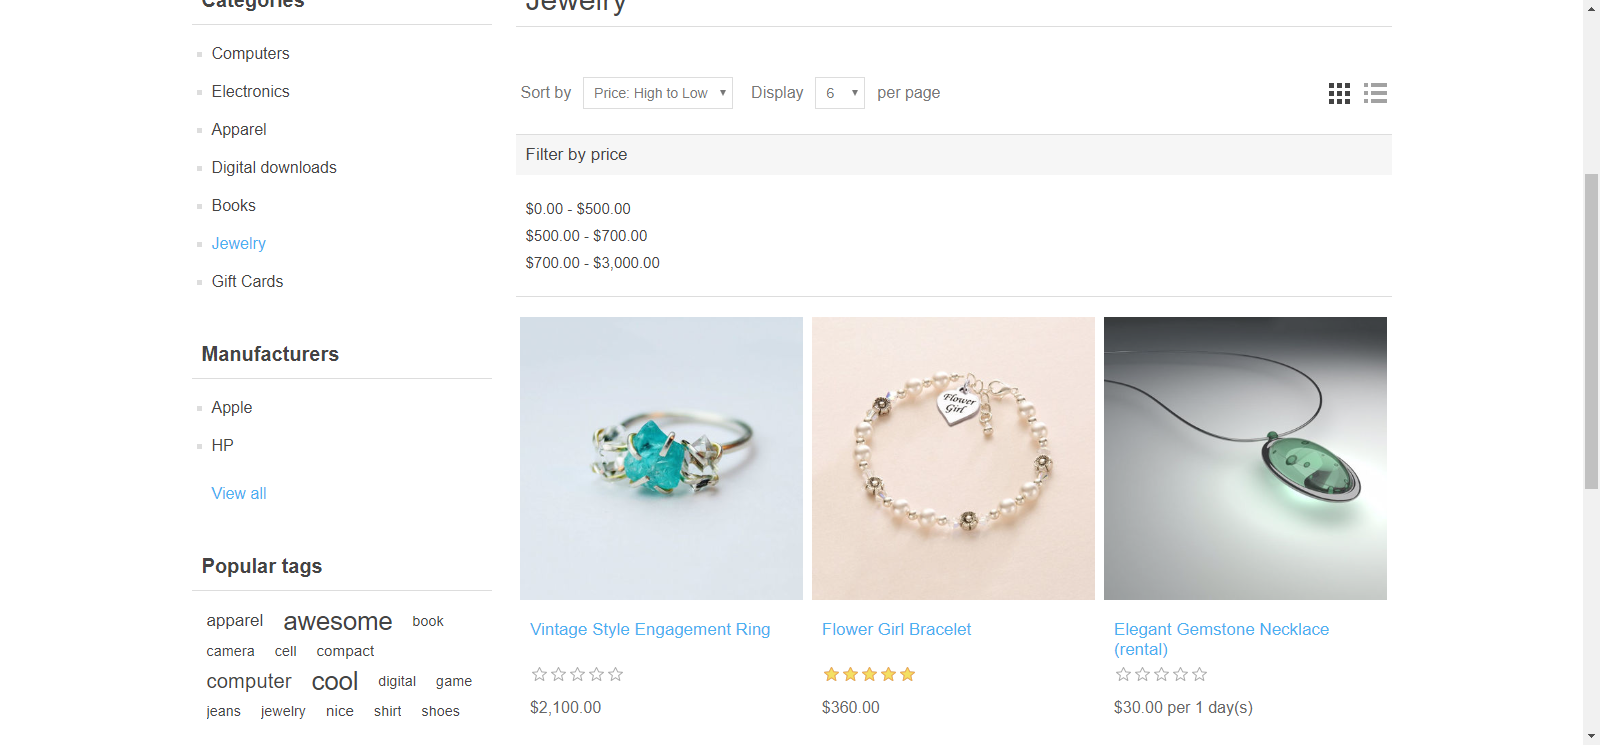 Categories
Computers
Electronics
Apparel
Digital downloads
Books
Jewelry
Gift Cards
Manufacturers
Apple
HP
View all
Popular tags
apparel awesome book
camera cell compact
computer cool digital game
jeans jewelry nice shirt shoes
Jewelry
Sort by Price: High to Low Display 6 per page
Filter by price
$0.00 - $500.00
$500.00 - $700.00
$700.00 - $3,000.00
Flower
Girl
Vintage Style Engagement Ring
$2,100.00
Flower Girl Bracelet
$360.00
Elegant Gemstone Necklace
(rental)
$30.00 per 1 day(s)